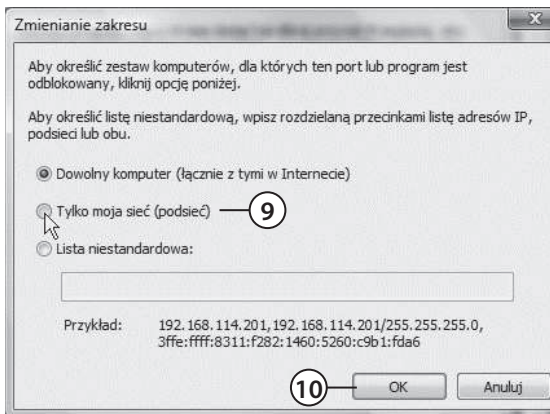 Zmienianie zakresu
Aby określić zestaw komputerów, dla których ten port lub program jest
odblokowany, kliknij opcję poniżej.
Aby określić listę niestandardową, wpisz rozdzielaną przecinkami listę adresów IP,
podsieci lub obu.
Dowolny komputer (łącznie z tymi w Internecie)
Tylko moja sieć (podsieć) 9
Lista niestandardowa:
Przykład: 192.168.114.201,192.168.114.201/255.255.255.0,
3ffe:ffff:8311:f282:1460:5260:c9b1:fda6
10 OK Anuluj